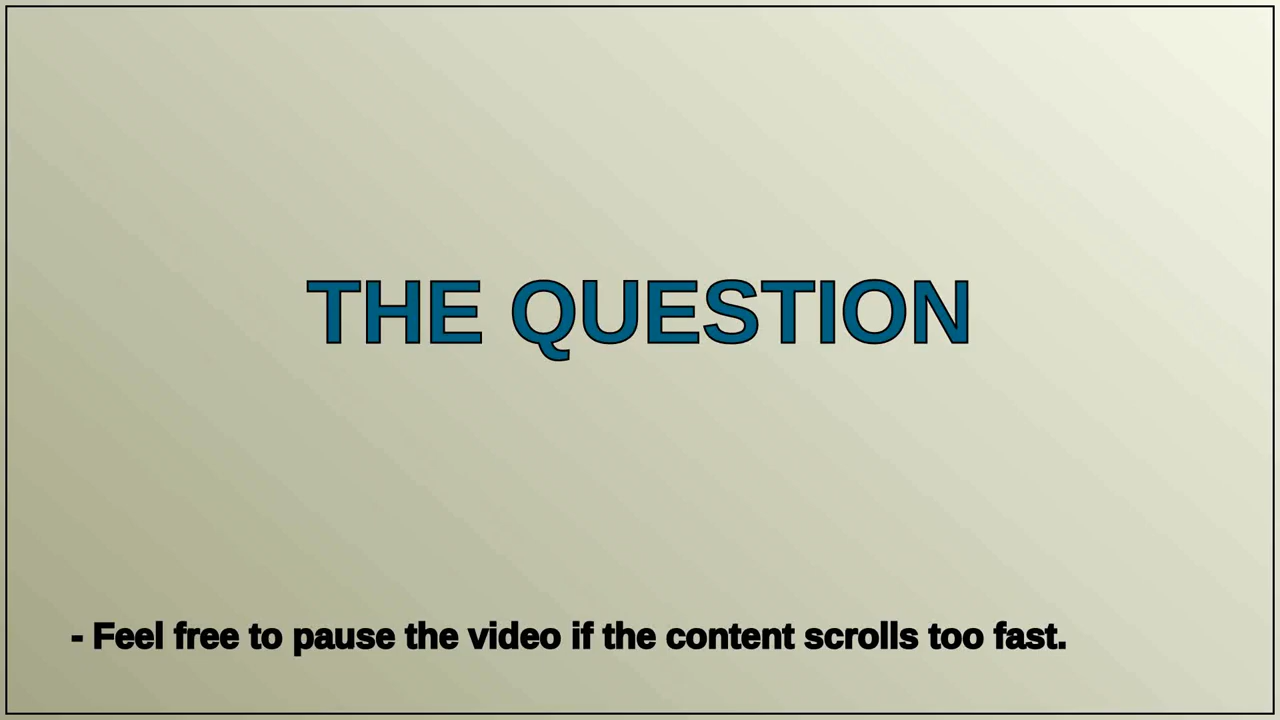 THE QUESTION
- Feel free to pause the video if the content scrolls too fast.